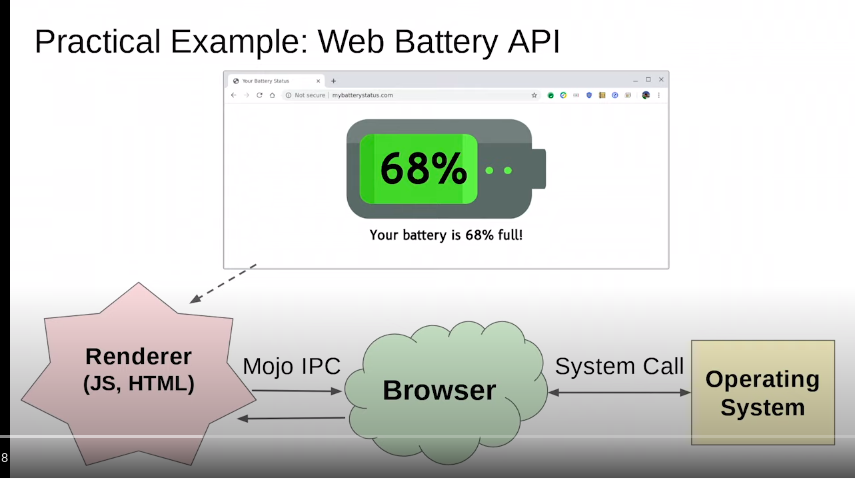 Practical Example: Web Battery API
Your Battery Status
Not secure | mybatterystatus.com
68%
Your battery is 68% full!
Renderer
(JS, HTML)
Mojo IPC
Browser
System Call
Operating
System
8